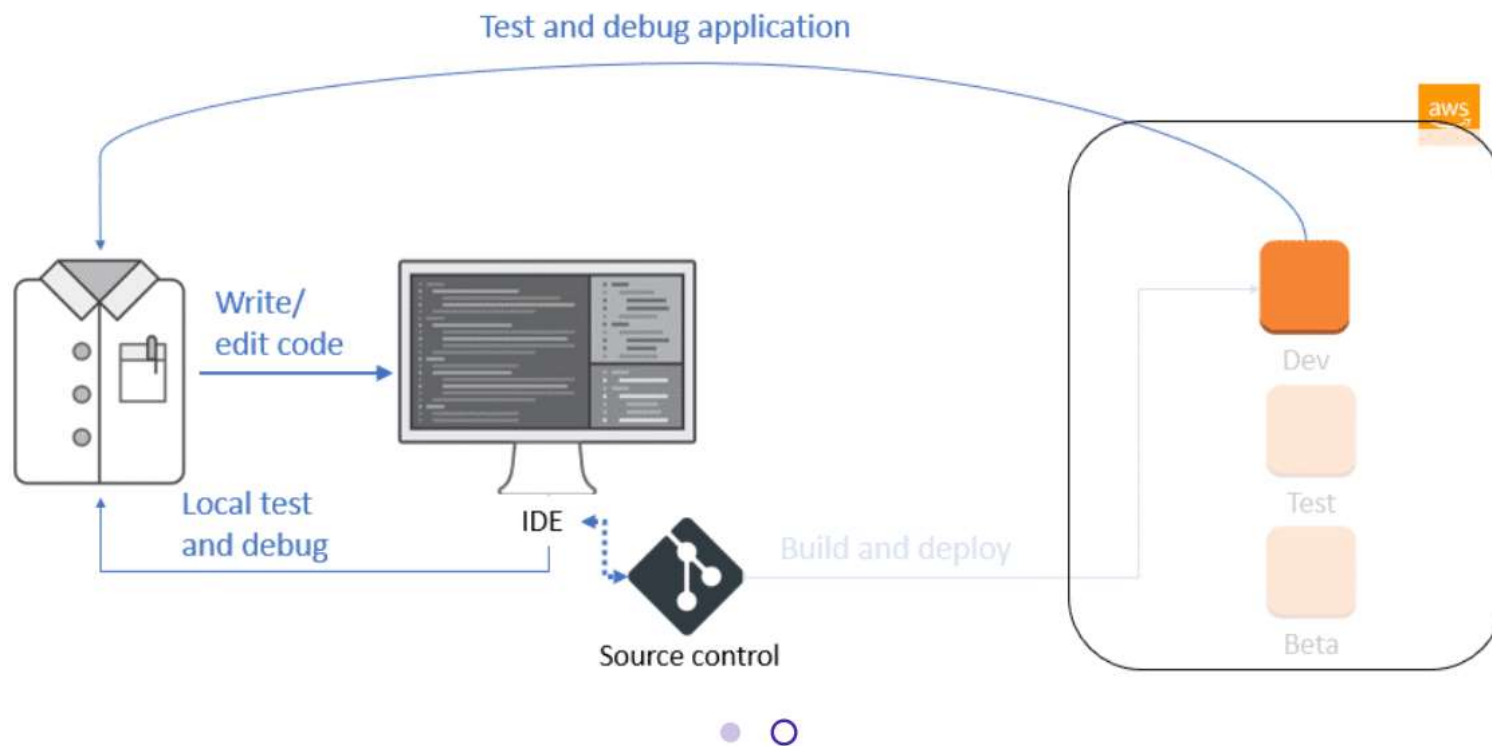 Test and debug application
aws
Write/
edit code
Dev
Local test
and debug
IDE
Test
Build and deploy
Source control
Beta